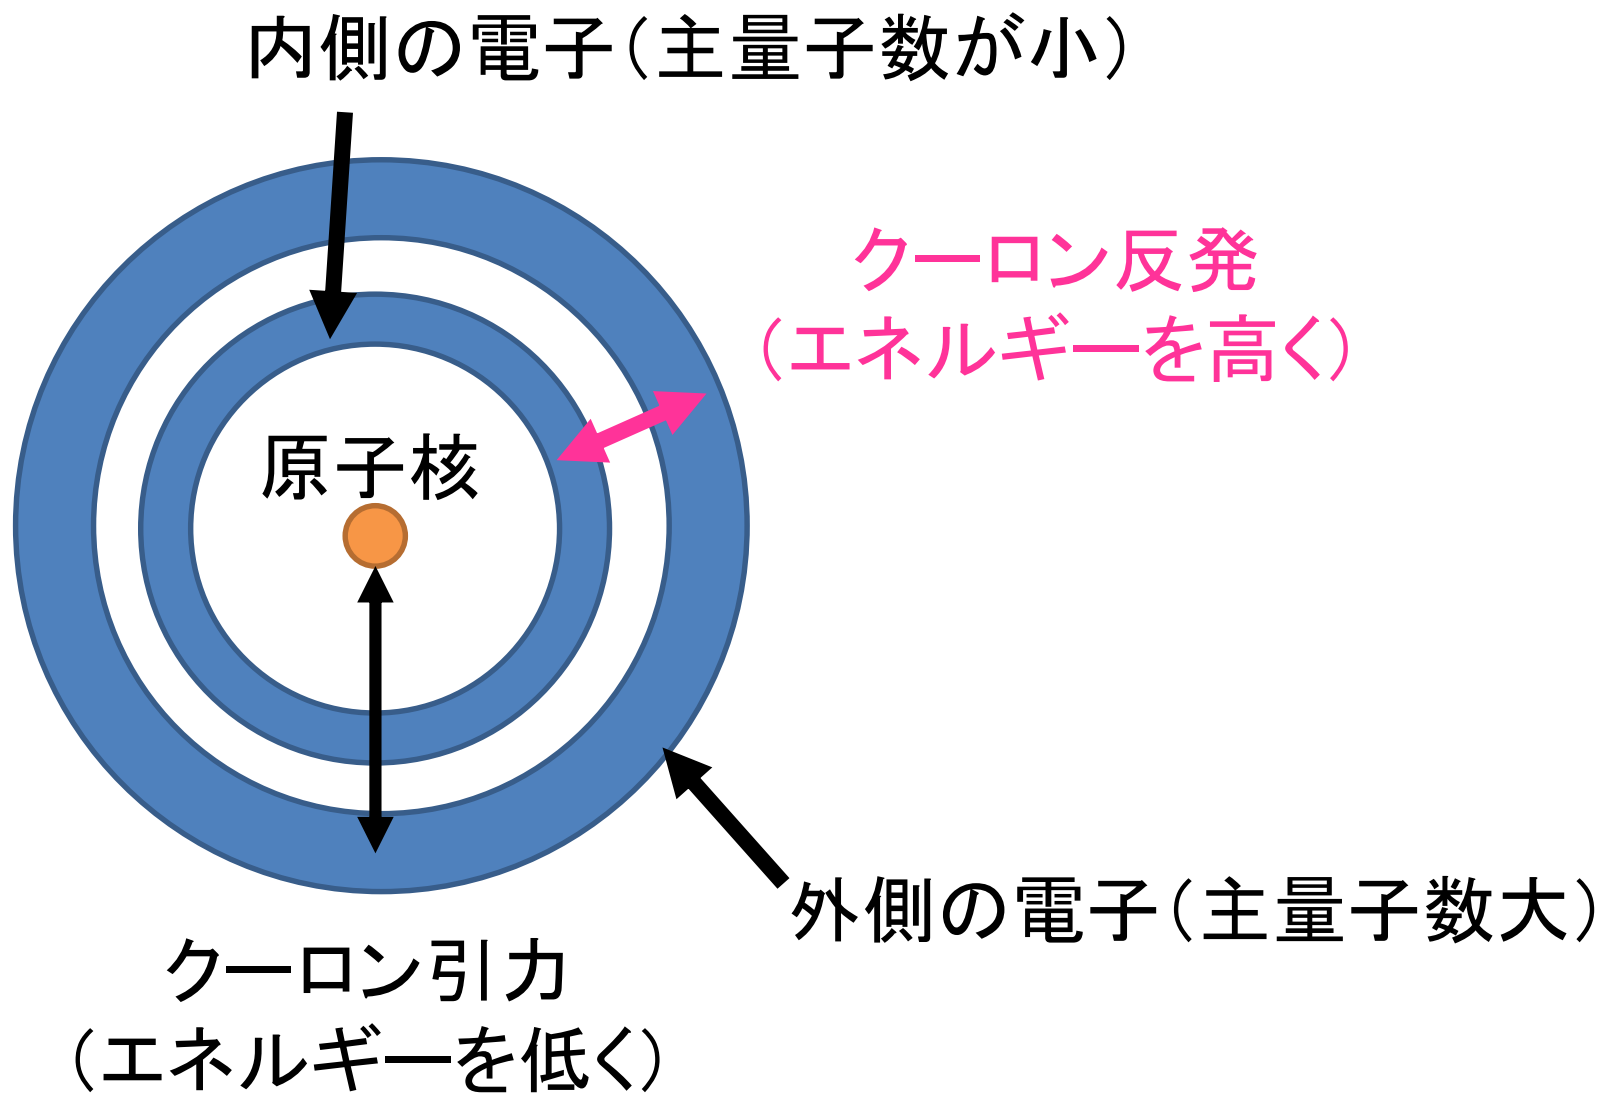 内側の電子（主量子数が小）
クーロン反発
（エネルギーを高く）
原子核
外側の電子（主量子数大）
クーロン引力
（エネルギーを低く）